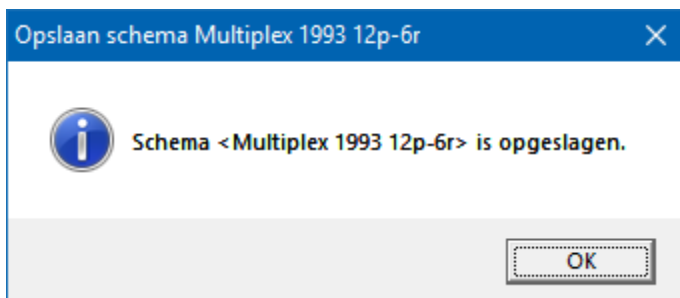 Opslaan schema Multiplex 1993 12p-6r
Schema <Multiplex 1993 12p-6r> is opgeslagen.
OK